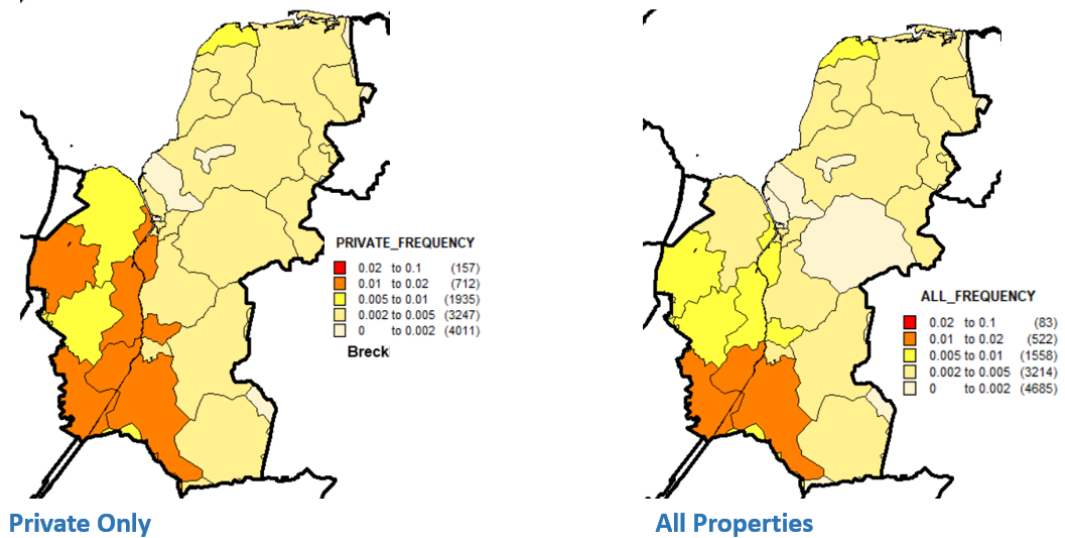 PRIVATE_FREQUENCY
0.02 to 0.1 (157)
0.01 to 0.02 (712)
0.005 to 0.01 (1935)
0.002 to 0.005 (3247)
0 to 0.002 (4011)
Breck
ALL_FREQUENCY
0.02 to 0.1 (83)
0.01 to 0.02 (522)
0.005 to 0.01 (1558)
0.002 to 0.005 (3214)
0 to 0.002 (4685)
Private Only
All Properties